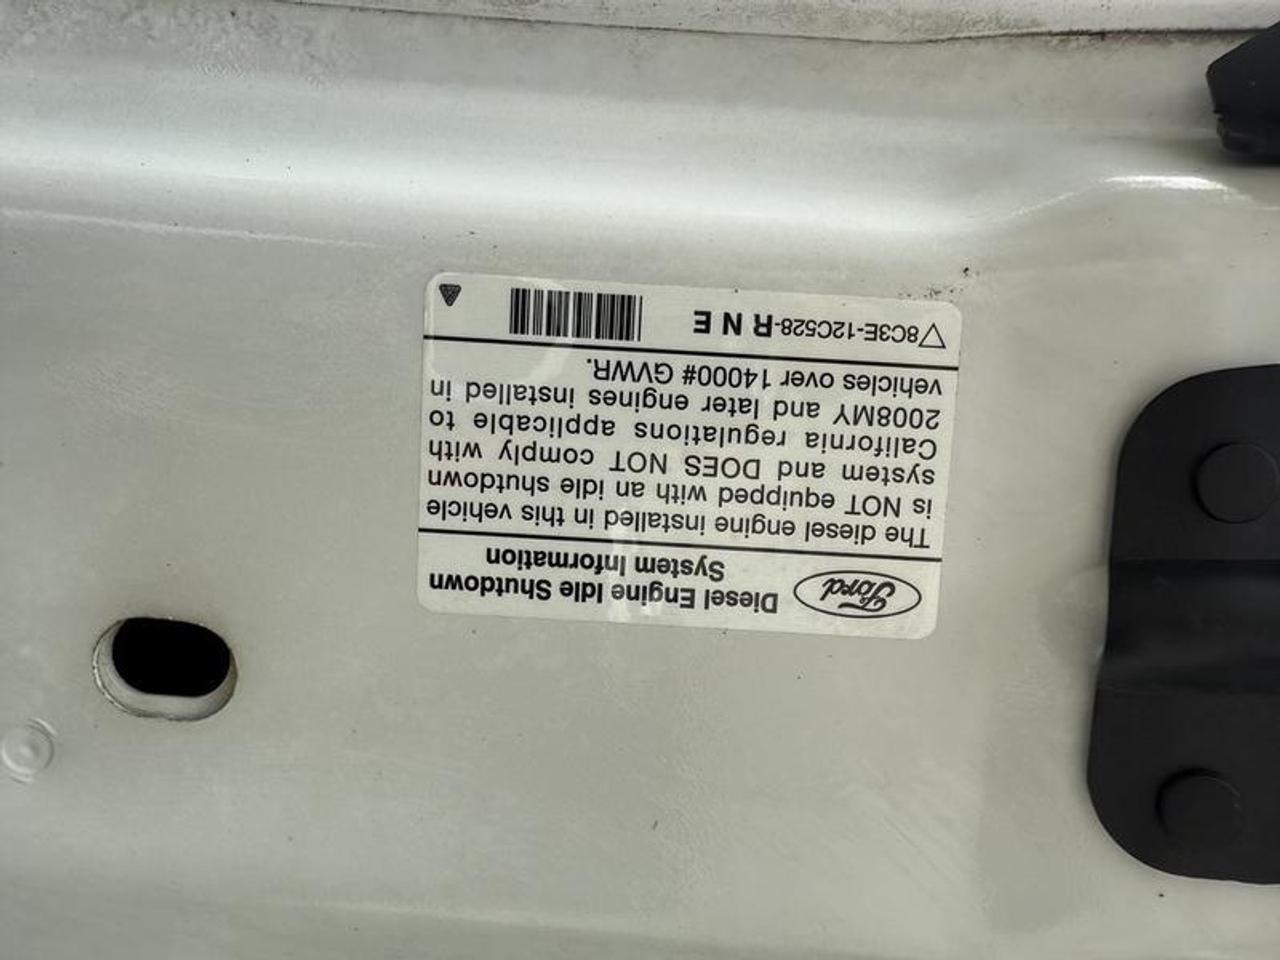 Ford
Diesel Engine Idle Shutdown
System Information
The diesel engine installed in this vehicle
is NOT equipped with an idle shutdown
system and DOES NOT comply with
California regulations applicable to
2008MY and later engines installed in
vehicles over 14000# GVWR.
8C3E-12C528-R N E